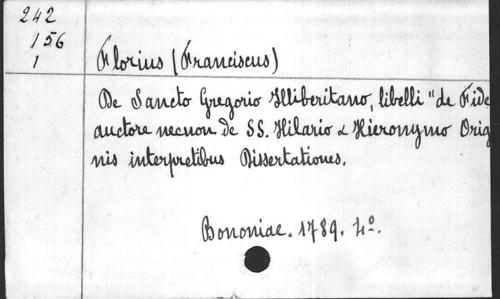 242
156
1
Florius (Franciscus)
De Sancto Gregorio Illiberitano, libelli "de Fide
auctore necnon de SS. Hilario & Hieronymo Orig
nis interpretibus Dissertationes.
Bononiae. 1789. 4º.